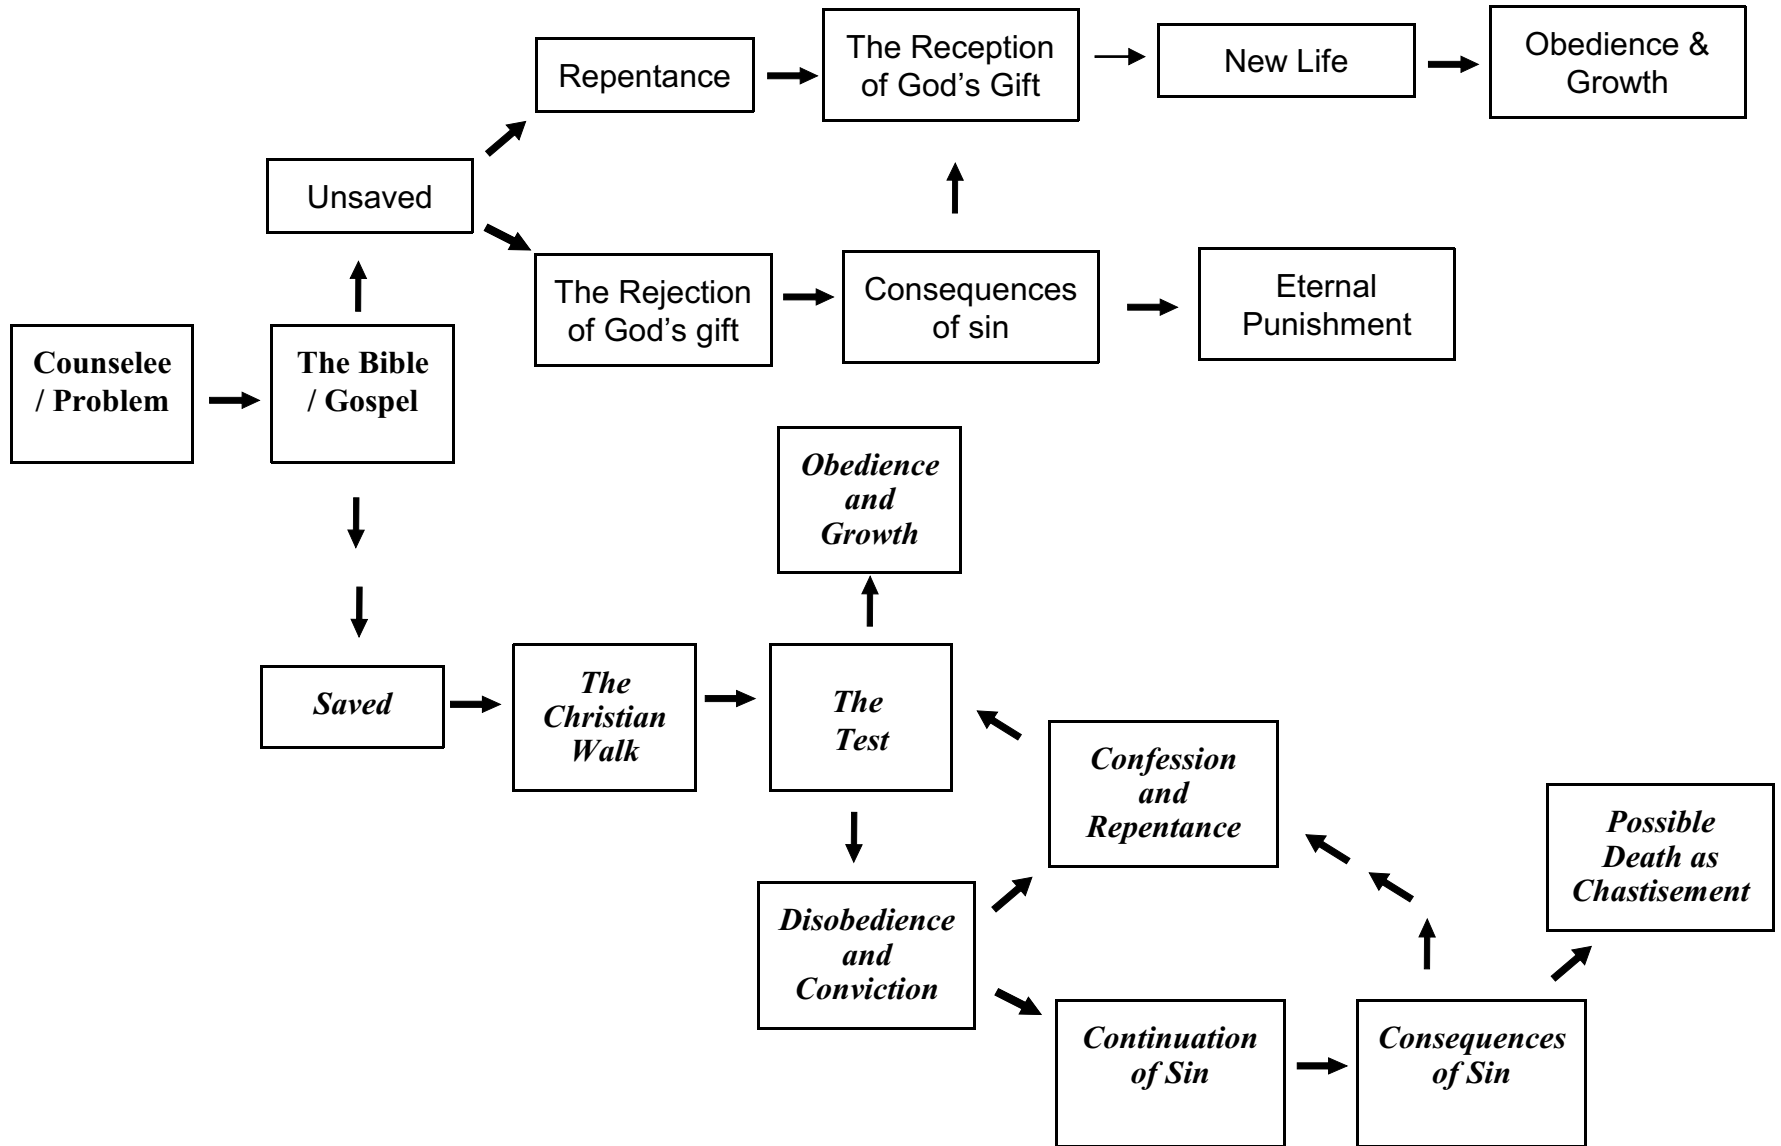 Repentance
The Reception
of God’s Gift
New Life
Obedience &
Growth
Unsaved
The Rejection
of God’s gift
Consequences
of sin
Eternal
Punishment
Counselee
/ Problem
The Bible
/ Gospel
Obedience
and
Growth
Saved
The
Christian
Walk
The
Test
Confession
and
Repentance
Possible
Death as
Chastisement
Disobedience
and
Conviction
Continuation
of Sin
Consequences
of Sin